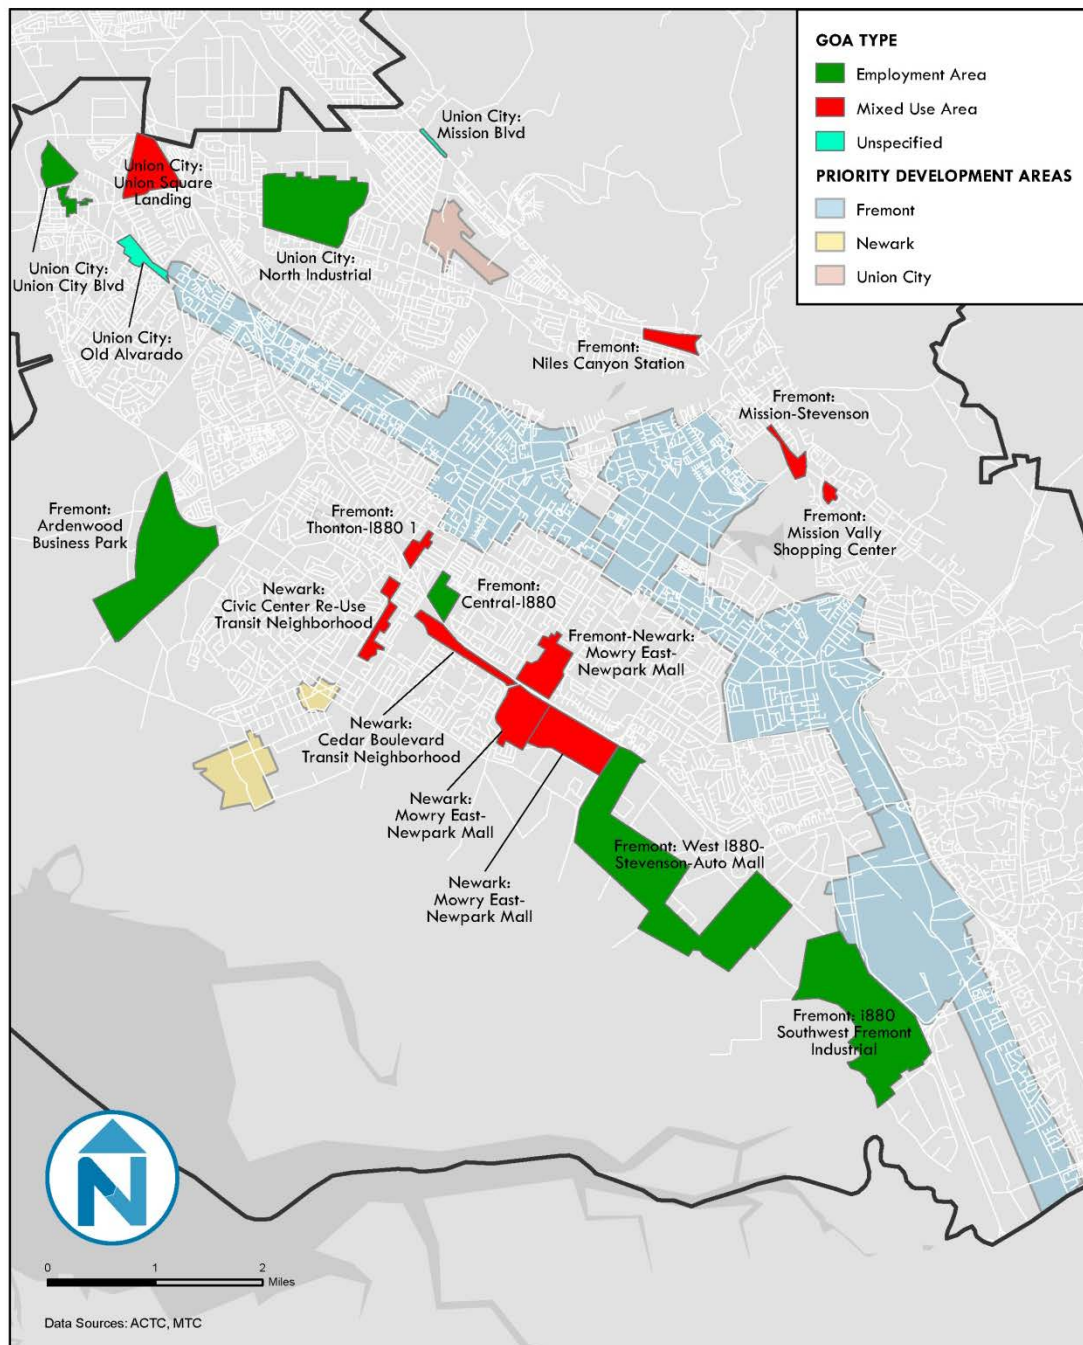 GOA TYPE
Employment Area
Mixed Use Area
Unspecified
PRIORITY DEVELOPMENT AREAS
Fremont
Newark
Union City
Union City:
Mission Blvd
Union City:
Union Square
Landing
Union City:
North Industrial
Union City:
Union City Blvd
Union City:
Old Alvarado
Fremont:
Niles Canyon Station
Fremont:
Mission-Stevenson
Fremont:
Mission Vally
Shopping Center
Fremont:
Ardenwood
Business Park
Fremont:
Thonton-I880 1
Newark:
Civic Center Re-Use
Transit Neighborhood
Fremont:
Central-I880
Fremont-Newark:
Mowry East-
Newpark Mall
Newark:
Cedar Boulevard
Transit Neighborhood
Newark:
Mowry East-
Newpark Mall
Newark:
Mowry East-
Newpark Mall
Fremont: West I880-
Stevenson-Auto Mall
Fremont: I880
Southwest Fremont
Industrial
N
0 1 2
Miles
Data Sources: ACTC, MTC